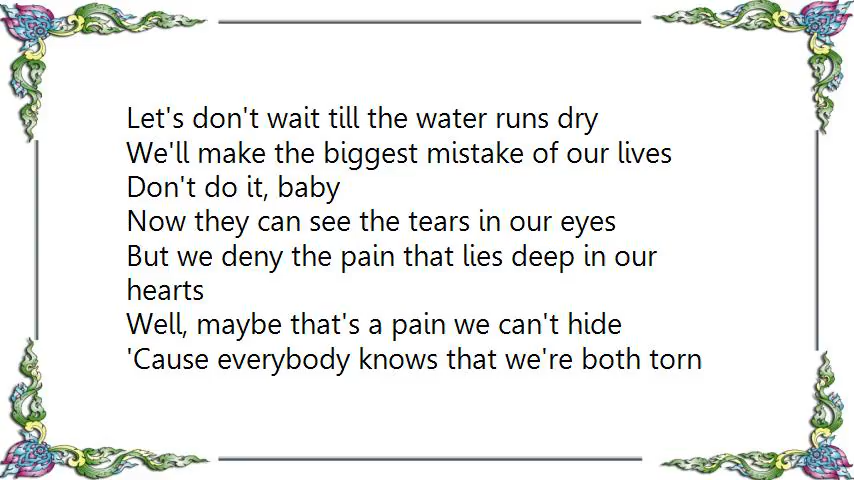 Let's don't wait till the water runs dry
We'll make the biggest mistake of our lives
Don't do it, baby
Now they can see the tears in our eyes
But we deny the pain that lies deep in our
hearts
Well, maybe that's a pain we can't hide
'Cause everybody knows that we're both torn